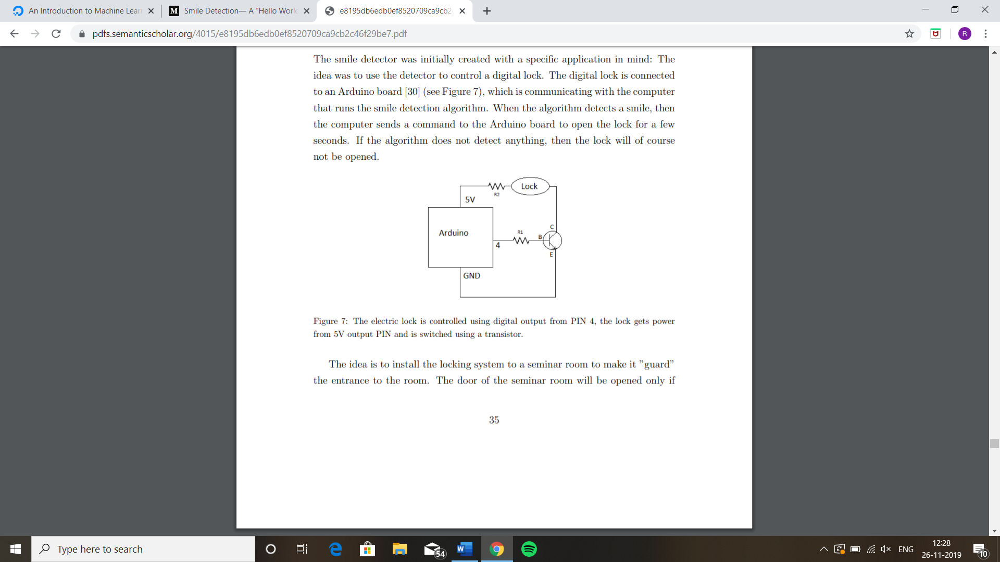 An Introduction to Machine Lear
M Smile Detection— A “Hello Worl
e8195db6edb0ef8520709ca9cb2
pdfs.semanticscholar.org/4015/e8195db6edb0ef8520709ca9cb2c46f29be7.pdf
R
The smile detector was initially created with a specific application in mind: The
idea was to use the detector to control a digital lock. The digital lock is connected
to an Arduino board [30] (see Figure 7), which is communicating with the computer
that runs the smile detection algorithm. When the algorithm detects a smile, then
the computer sends a command to the Arduino board to open the lock for a few
seconds. If the algorithm does not detect anything, then the lock will of course
not be opened.
Lock
R2
5V
Arduino
R1
C
B
4
E
GND
Figure 7: The electric lock is controlled using digital output from PIN 4, the lock gets power
from 5V output PIN and is switched using a transistor.
The idea is to install the locking system to a seminar room to make it ”guard”
the entrance to the room. The door of the seminar room will be opened only if
35
Type here to search
54
W
ENG
12:28
26-11-2019
10